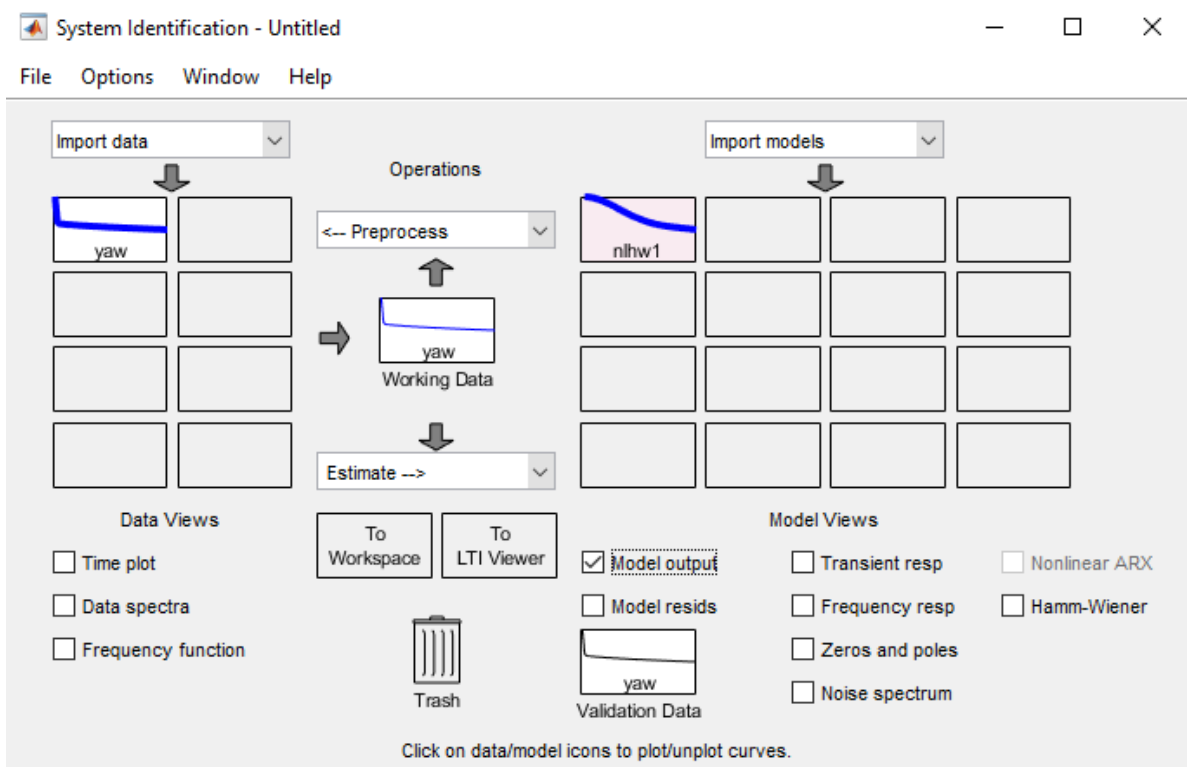 System Identification - Untitled
File Options Window Help
Import data
Import models
Operations
<-- Preprocess
yaw
nlhw1
yaw
Working Data
Estimate -->
Data Views
Model Views
To
Workspace
To
LTI Viewer
Time plot
Model output
Transient resp
Nonlinear ARX
Data spectra
Model resids
Frequency resp
Hamm-Wiener
Frequency function
Zeros and poles
yaw
Noise spectrum
Trash
Validation Data
Click on data/model icons to plot/unplot curves.